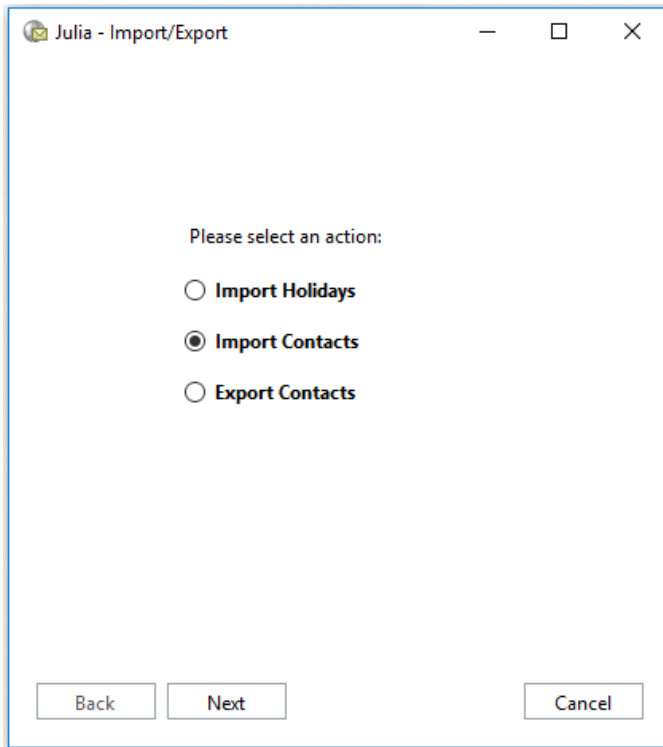 Julia - Import/Export
Please select an action:
Import Holidays
Import Contacts
Export Contacts
Back Next Cancel